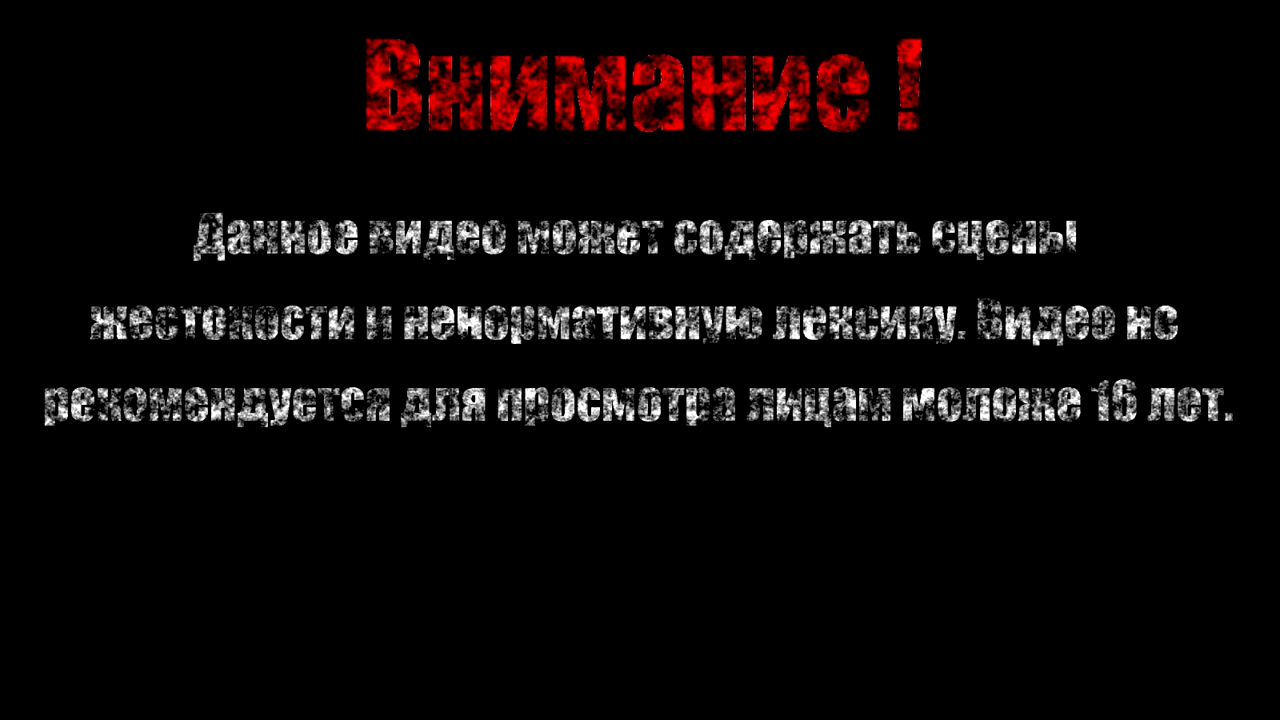 Внимание !
Данное видео может содержать сцены
жестокости и ненормативную лексику. Видео не
рекомендуется для просмотра лицам моложе 16 лет.